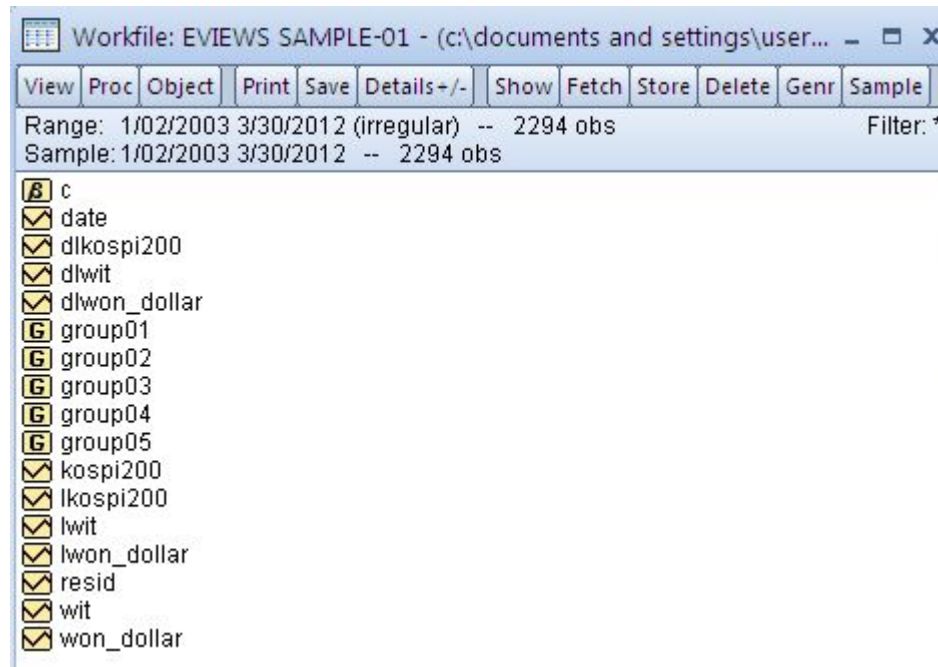 Workfile: EVIEWS SAMPLE-01 - (c:\documents and settings\user...
View Proc Object Print Save Details+/- Show Fetch Store Delete Genr Sample
Range: 1/02/2003 3/30/2012 (irregular) -- 2294 obs Filter: *
Sample: 1/02/2003 3/30/2012 -- 2294 obs
β c
date
dlkospi200
dlwit
dlwon_dollar
G group01
G group02
G group03
G group04
G group05
kospi200
lkospi200
lwit
lwon_dollar
resid
wit
won_dollar